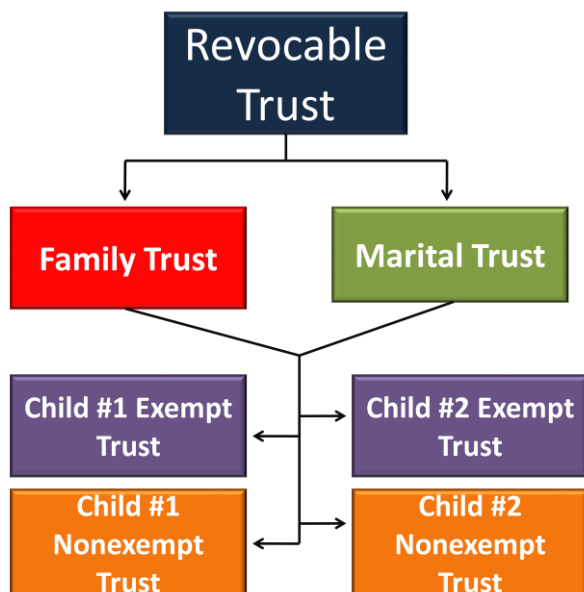 Revocable
Trust
Family Trust
Marital Trust
Child #1 Exempt
Trust
Child #2 Exempt
Trust
Child #1
Nonexempt
Trust
Child #2
Nonexempt
Trust